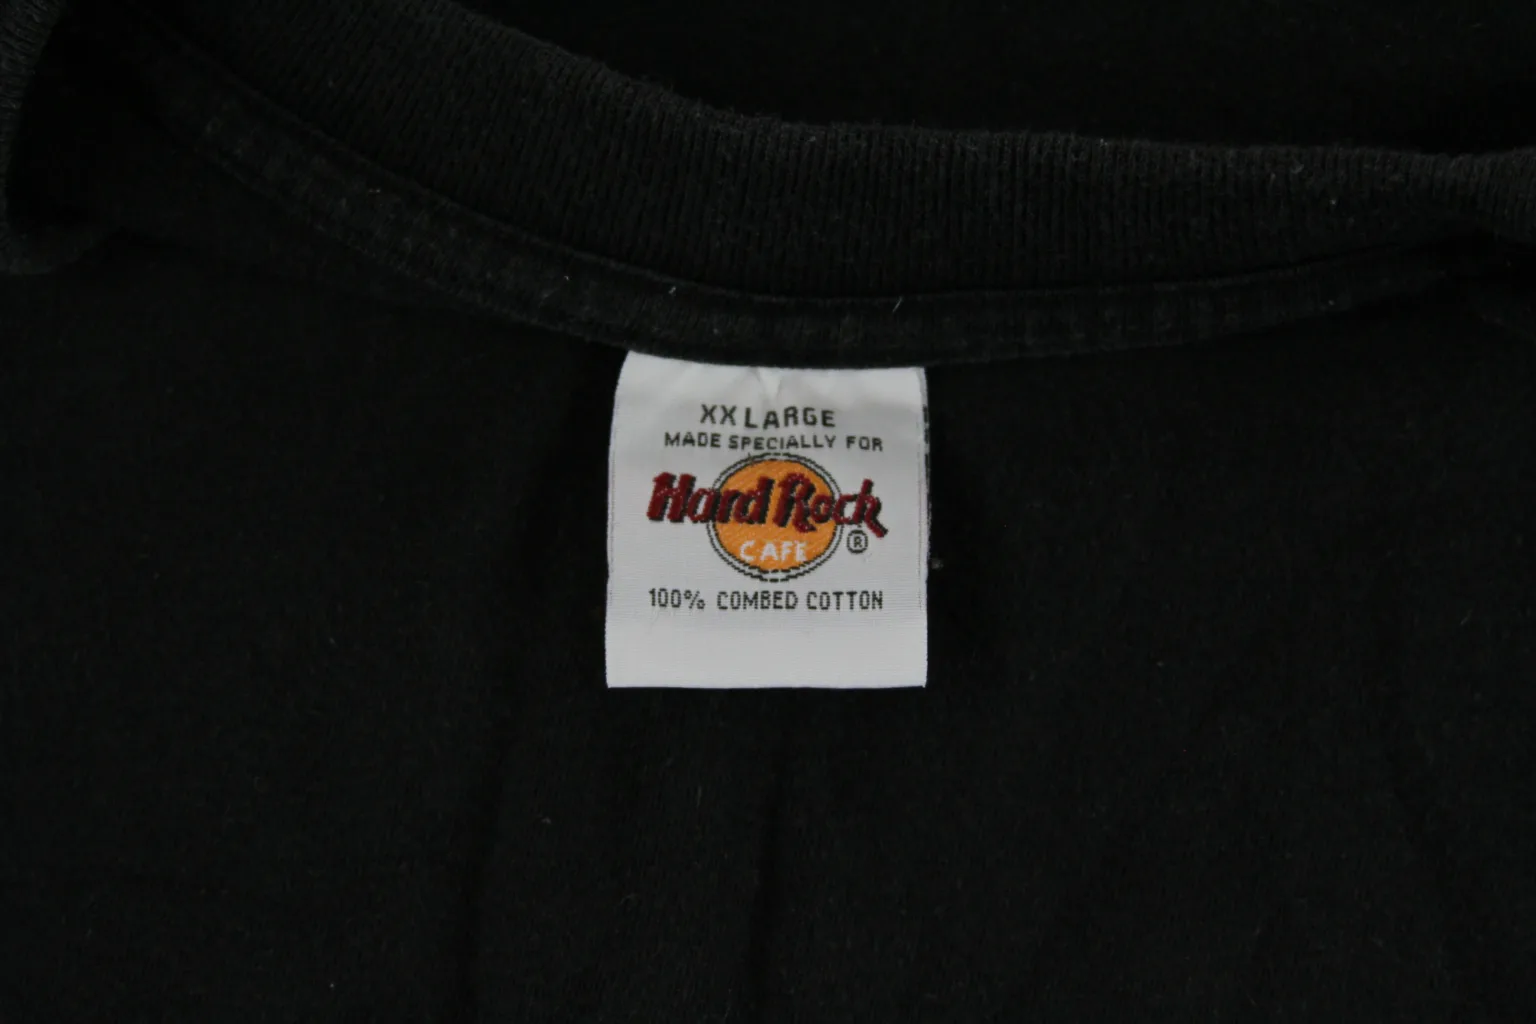 XX LARGE
MADE SPECIALLY FOR
Hard Rock
CAFE ®
100% COMBED COTTON